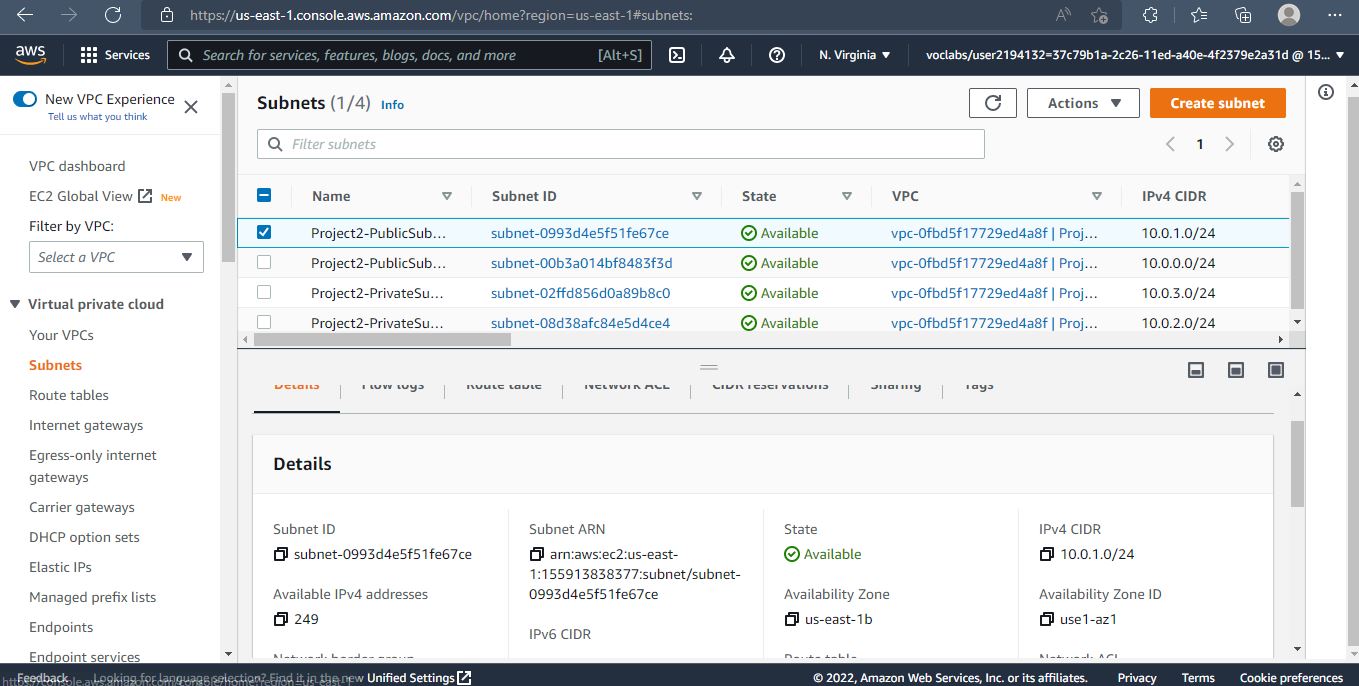 https://us-east-1.console.aws.amazon.com/vpc/home?region=us-east-1#subnets:
aws
Services
Search for services, features, blogs, docs, and more
[Alt+S]
N. Virginia
voclabs/user2194132=37c79b1a-2c26-11ed-a40e-4f2379e2a31d @ 15...
New VPC Experience
Tell us what you think
VPC dashboard
EC2 Global View New
Filter by VPC:
Select a VPC
Virtual private cloud
Your VPCs
Subnets
Route tables
Internet gateways
Egress-only internet
gateways
Carrier gateways
DHCP option sets
Elastic IPs
Managed prefix lists
Endpoints
Endpoint services
Subnets (1/4) Info
Actions
Create subnet
Filter subnets
1
Name Subnet ID State VPC IPv4 CIDR
Project2-PublicSub... subnet-0993d4e5f51fe67ce Available vpc-0fbd5f17729ed4a8f | Proj... 10.0.1.0/24
Project2-PublicSub... subnet-00b3a014bf8483f3d Available vpc-0fbd5f17729ed4a8f | Proj... 10.0.0.0/24
Project2-PrivateSu... subnet-02ffd856d0a89b8c0 Available vpc-0fbd5f17729ed4a8f | Proj... 10.0.3.0/24
Project2-PrivateSu... subnet-08d38afc84e5d4ce4 Available vpc-0fbd5f17729ed4a8f | Proj... 10.0.2.0/24
Details Flow logs Route table Network ACL CIDR reservations Sharing Tags
Details
Subnet ID
subnet-0993d4e5f51fe67ce
Available IPv4 addresses
249
Network border group
Subnet ARN
arn:aws:ec2:us-east-
1:155913838377:subnet/subnet-
0993d4e5f51fe67ce
IPv6 CIDR
State
Available
Availability Zone
us-east-1b
Route table
IPv4 CIDR
10.0.1.0/24
Availability Zone ID
use1-az1
Network ACL
Feedback
Looking for language selection? Find it in the new Unified Settings
https://console.aws.amazon.com/console/home?region=us-east-1
© 2022, Amazon Web Services, Inc. or its affiliates.
Privacy
Terms
Cookie preferences